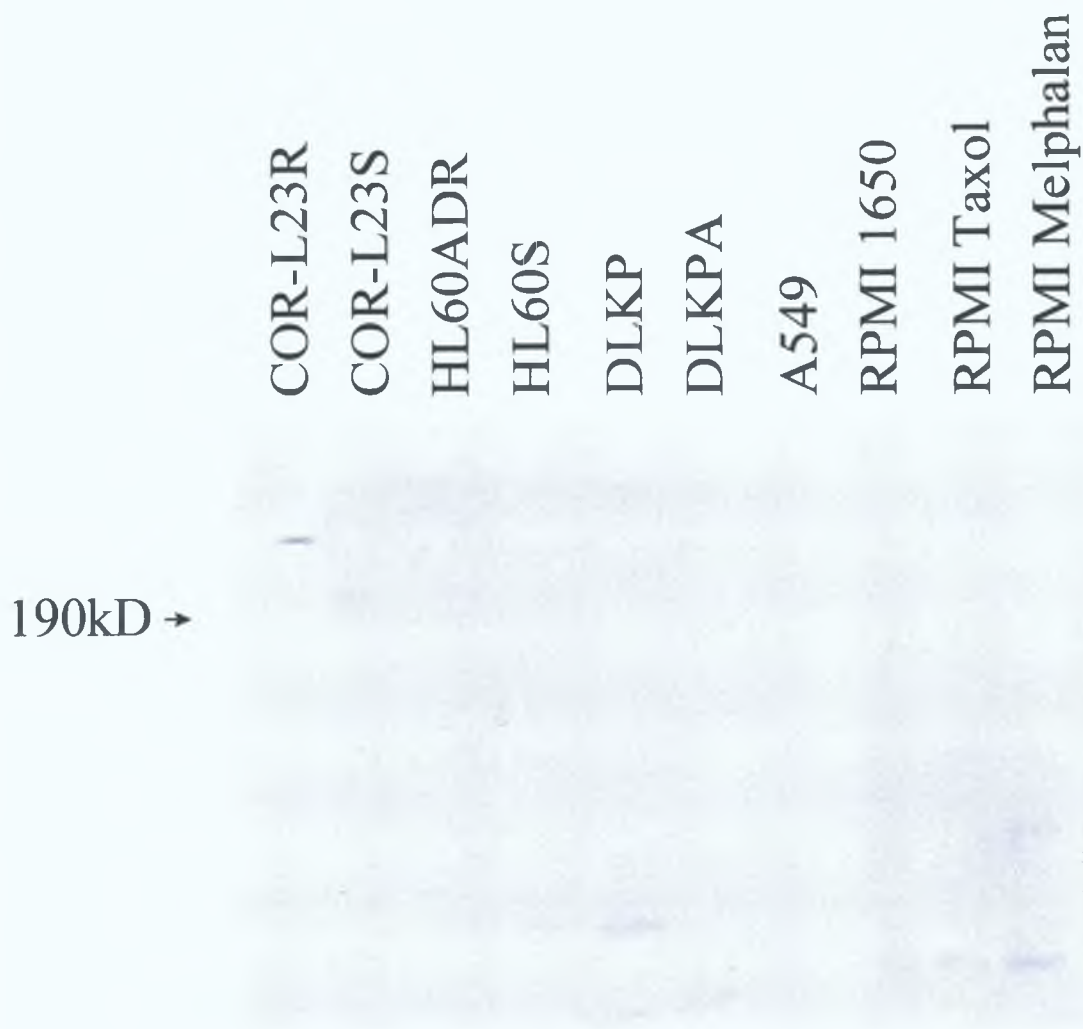 COR-L23R
COR-L23S
HL60ADR
HL60S
DLKP
DLKPA
A549
RPMI 1650
RPMI Taxol
RPMI Melphalan
190kD →